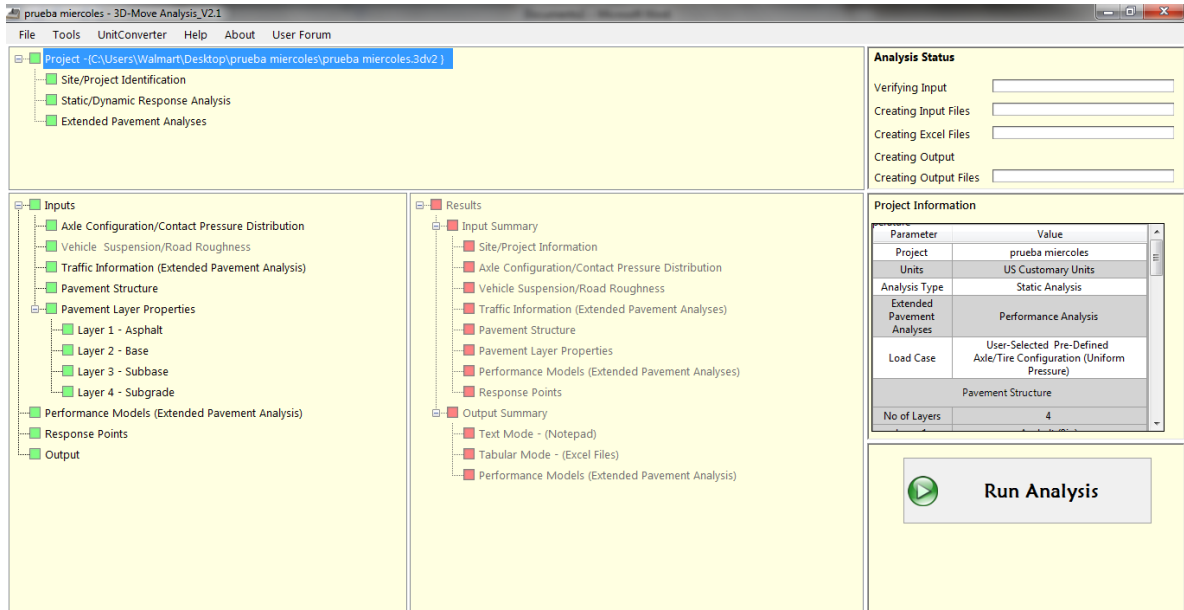 prueba miercoles - 3D-Move Analysis_V2.1
File Tools UnitConverter Help About User Forum
Project -(C:\Users\Walmart\Desktop\prueba miercoles\prueba miercoles.3dv2 )
Site/Project Identification
Static/Dynamic Response Analysis
Extended Pavement Analyses
Analysis Status
Verifying Input
Creating Input Files
Creating Excel Files
Creating Output
Creating Output Files
Inputs
Axle Configuration/Contact Pressure Distribution
Vehicle Suspension/Road Roughness
Traffic Information (Extended Pavement Analysis)
Pavement Structure
Pavement Layer Properties
Layer 1 - Asphalt
Layer 2 - Base
Layer 3 - Subbase
Layer 4 - Subgrade
Performance Models (Extended Pavement Analysis)
Response Points
Output
Results
Input Summary
Site/Project Information
Axle Configuration/Contact Pressure Distribution
Vehicle Suspension/Road Roughness
Traffic Information (Extended Pavement Analyses)
Pavement Structure
Pavement Layer Properties
Performance Models (Extended Pavement Analyses)
Response Points
Output Summary
Text Mode - (Notepad)
Tabular Mode - (Excel Files)
Performance Models (Extended Pavement Analysis)
Project Information
Parameter Value
Project prueba miercoles
Units US Customary Units
Analysis Type Static Analysis
Extended
Pavement Performance Analysis
Analyses
User-Selected Pre-Defined
Load Case Axle/Tire Configuration (Uniform
Pressure)
Pavement Structure
No of Layers 4
Run Analysis